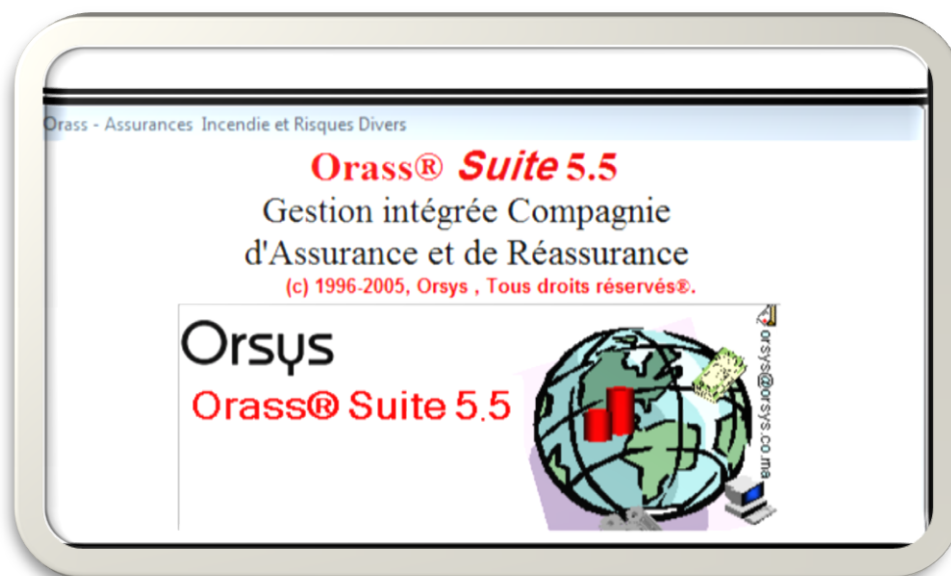 Orass - Assurances Incendie et Risques Divers
Orass® Suite 5.5
Gestion intégrée Compagnie
d'Assurance et de Réassurance
(c) 1996-2005, Orsys , Tous droits réservés®.
Orsys
Orass® Suite 5.5
orsys@orsys.co.ma